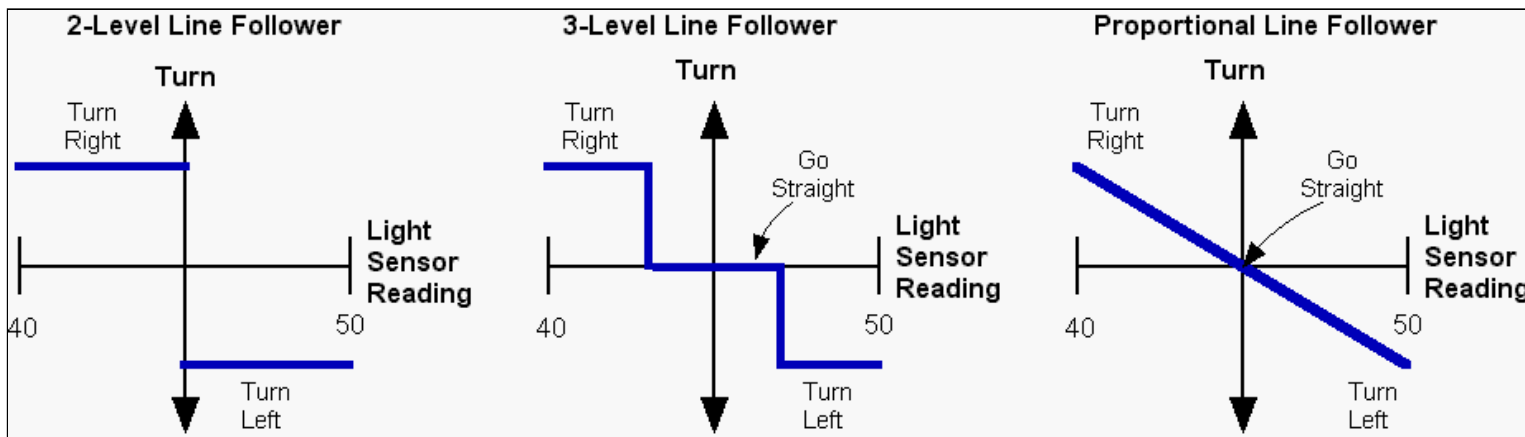 2-Level Line Follower
Turn
Turn
Right
Light
Sensor
Reading
40
50
Turn
Left
3-Level Line Follower
Turn
Turn
Right
Go
Straight
Light
Sensor
Reading
40
50
Turn
Left
Proportional Line Follower
Turn
Turn
Right
Go
Straight
Light
Sensor
Reading
40
50
Turn
Left